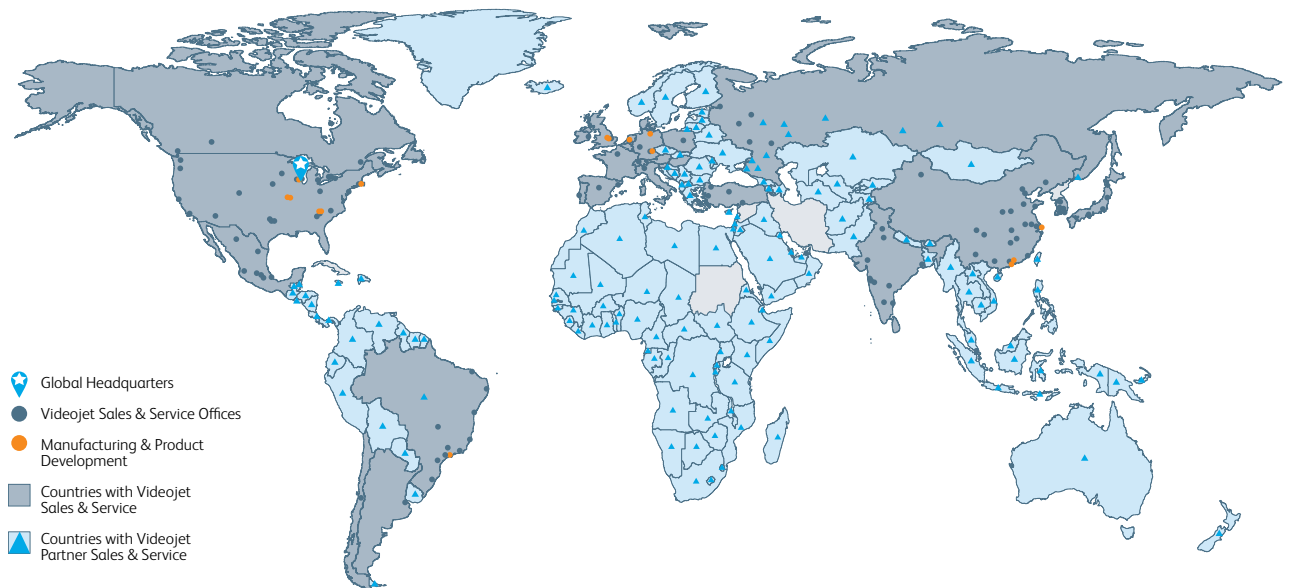 Global Headquarters
Videojet Sales & Service Offices
Manufacturing & Product
Development
Countries with Videojet
Sales & Service
Countries with Videojet
Partner Sales & Service